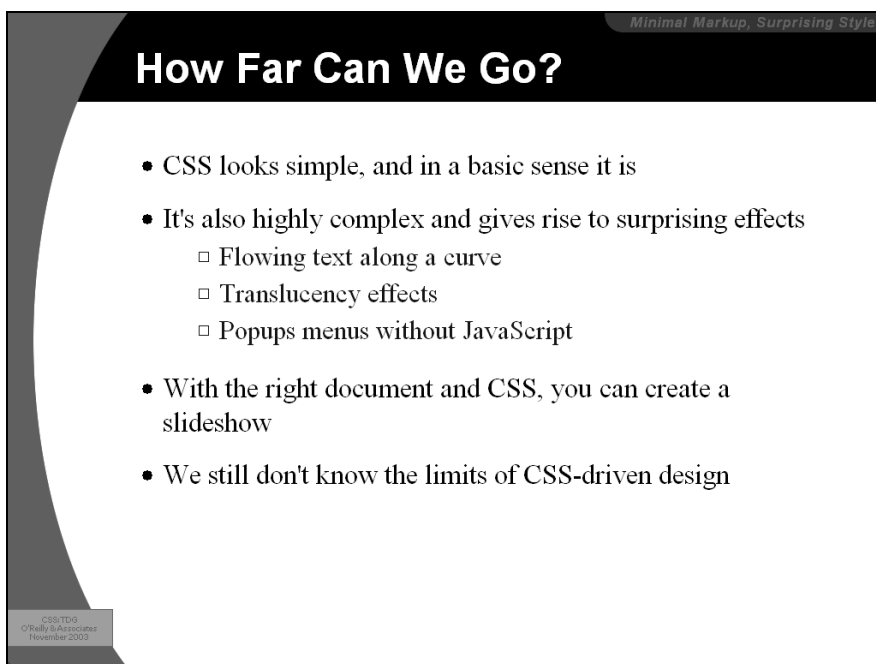 Minimal Markup, Surprising Style
How Far Can We Go?
CSS looks simple, and in a basic sense it is
It's also highly complex and gives rise to surprising effects
Flowing text along a curve
Translucency effects
Popups menus without JavaScript
With the right document and CSS, you can create a
slideshow
We still don't know the limits of CSS-driven design
CSS:TDG
O'Reilly & Associates
November 2003